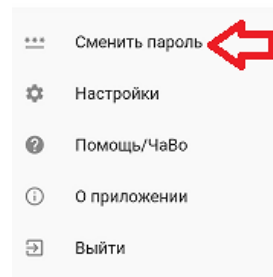 Сменить пароль
Настройки
Помощь/ЧаВо
О приложении
Выйти